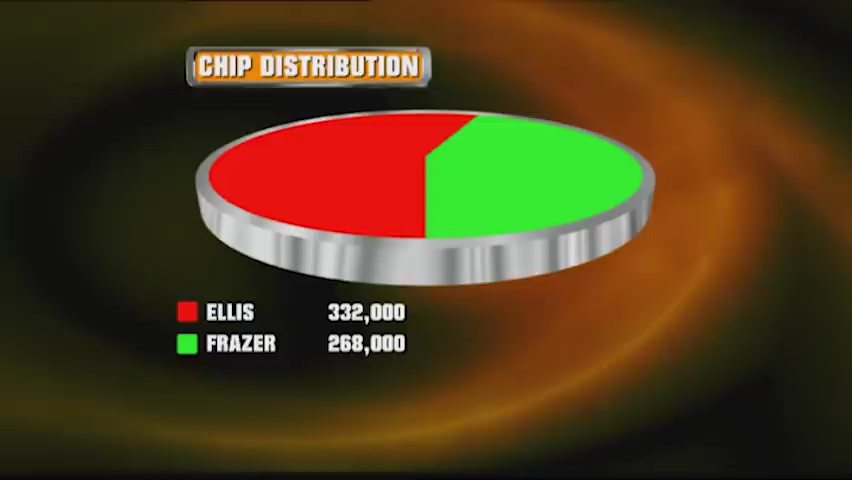 CHIP DISTRIBUTION
ELLIS 332,000
FRAZER 268,000